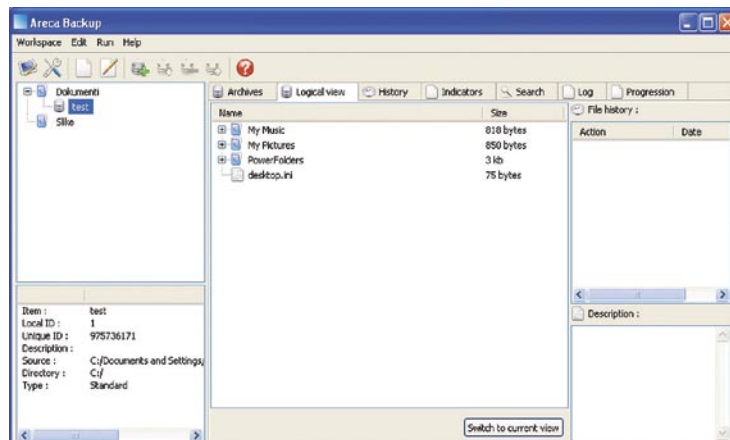 Areca Backup
Workspace Edit Run Help
Dokumenti
test
Slike
Archives Logical view History Indicators Search Log Progression
Name Size
My Music 818 bytes
My Pictures 850 bytes
PowerFolders 3 kb
desktop.ini 75 bytes
File history :
Action Date
Item : test
Local ID : 1
Unique ID : 975736171
Description :
Source : C:/Documents and Settings/
Directory : C:/
Type : Standard
Description :
Switch to current view